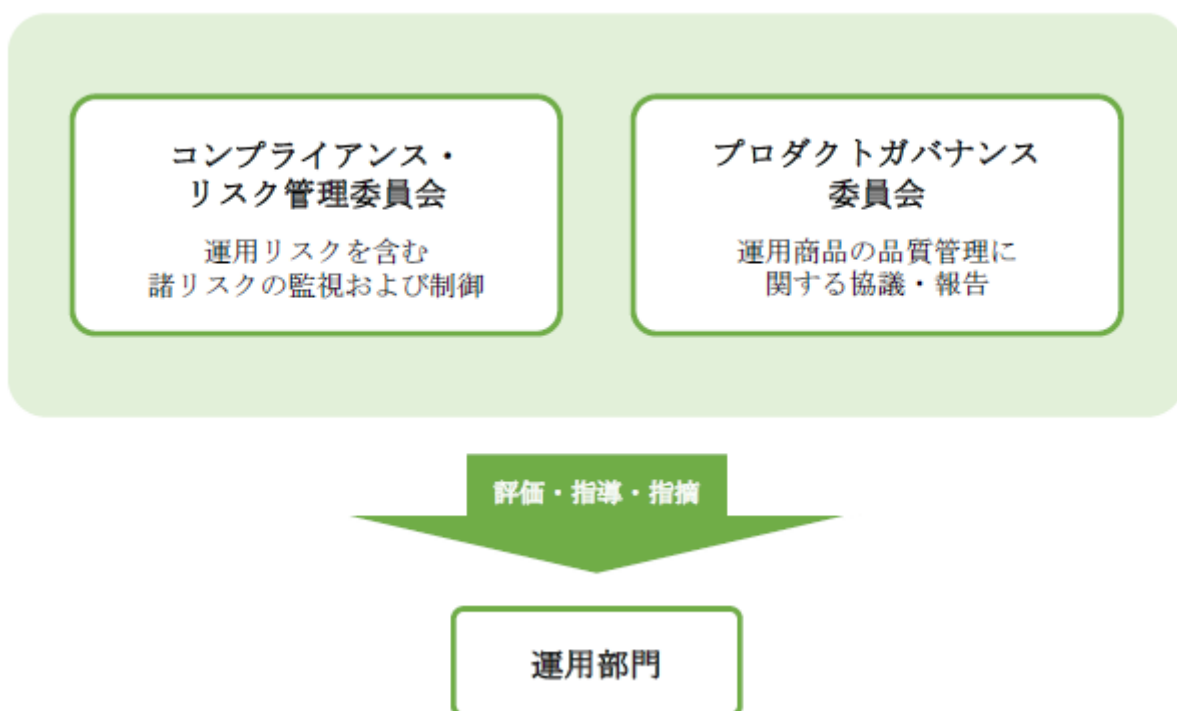 コンプライアンス・
リスク管理委員会
運用リスクを含む
諸リスクの監視および制御
プロダクトガバナンス
委員会
運用商品の品質管理に
関する協議・報告
評価・指導・指摘
運用部門